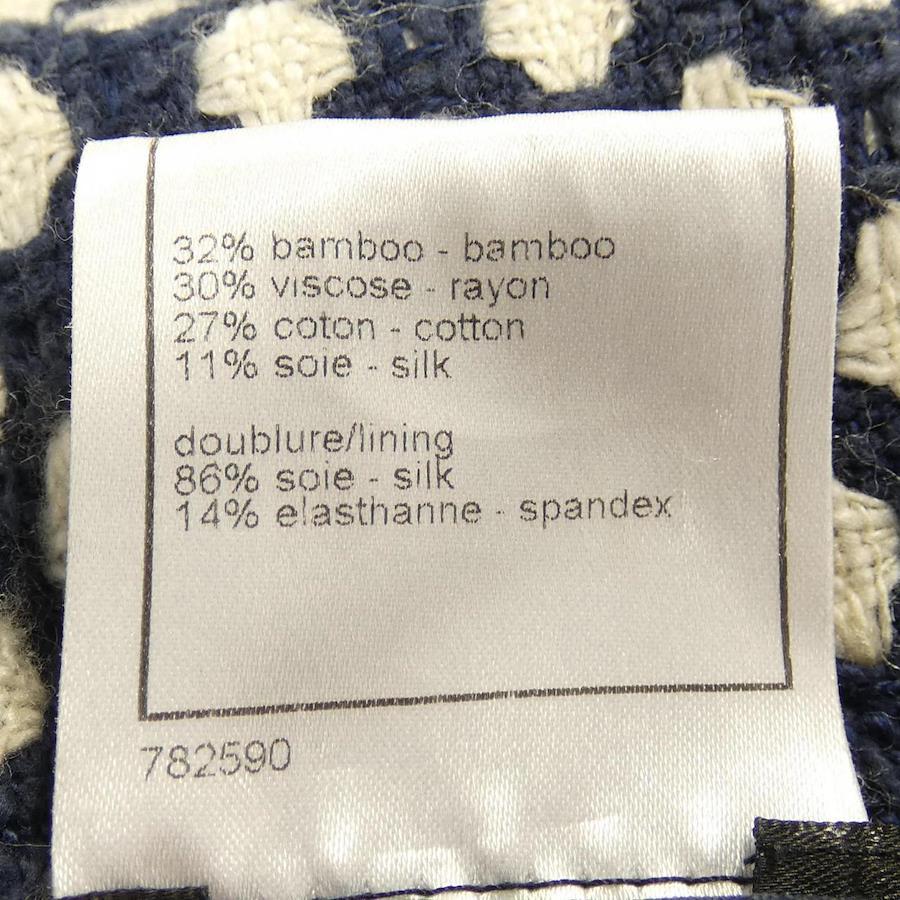 32% bamboo - bamboo
30% viscose - rayon
27% coton - cotton
11% soie - silk
doublure/lining
86% soie - silk
14% elasthanne - spandex
782590